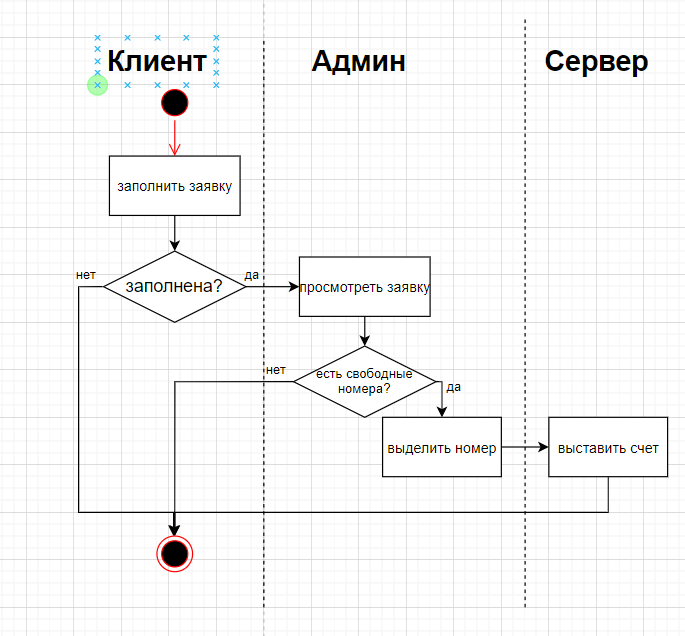 Клиент
Админ
Сервер
заполнить заявку
нет
заполнена?
да
просмотреть заявку
нет
есть свободные
номера?
да
выделить номер
выставить счет